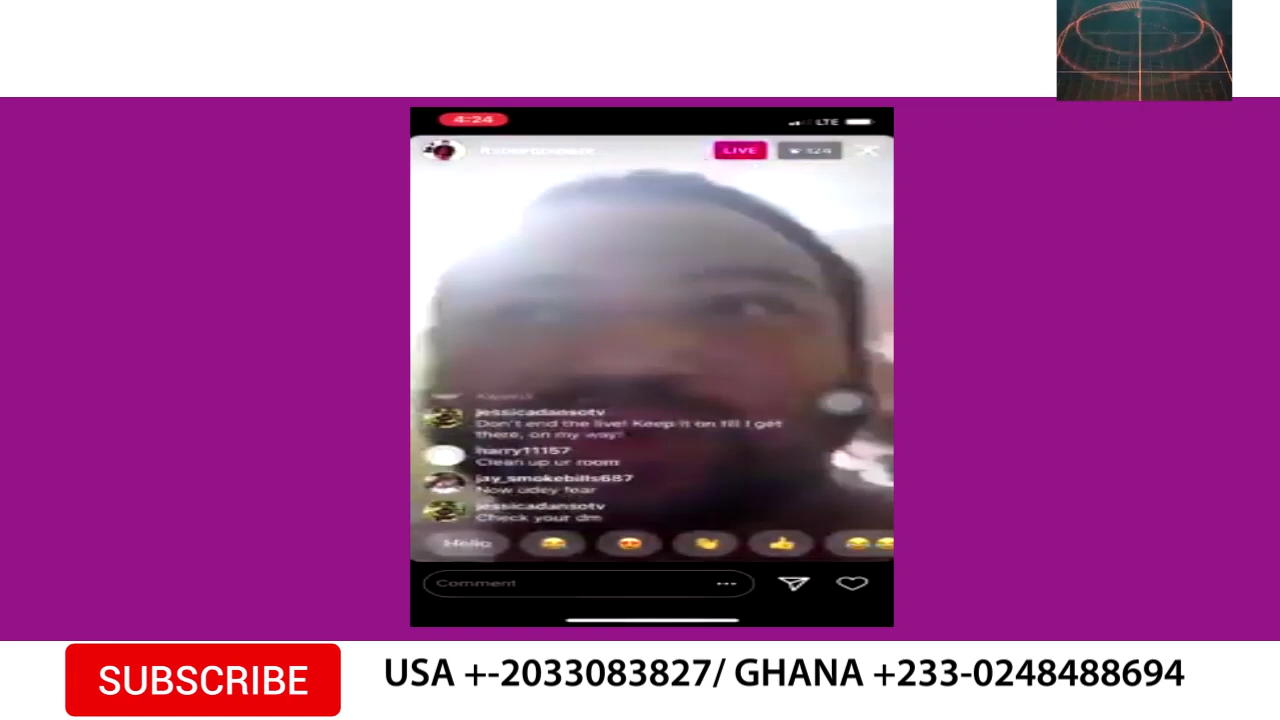 4:24
LTE
LIVE
124
jessicadansotv
Don't end the live! Keep it on till I get
there, on my way!
harry11157
Clean up ur room
jay_smokebills687
Now udey fear
jessicadansotv
Check your dm
Hello
Comment
SUBSCRIBE
USA +-2033083827/ GHANA +233-0248488694